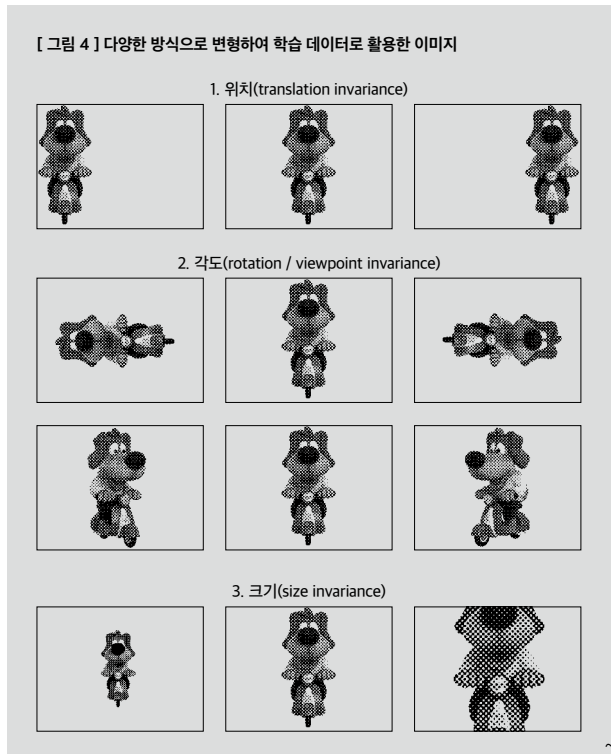 [ 그림 4 ] 다양한 방식으로 변형하여 학습 데이터로 활용한 이미지
1. 위치(translation invariance)
2. 각도(rotation / viewpoint invariance)
3. 크기(size invariance)